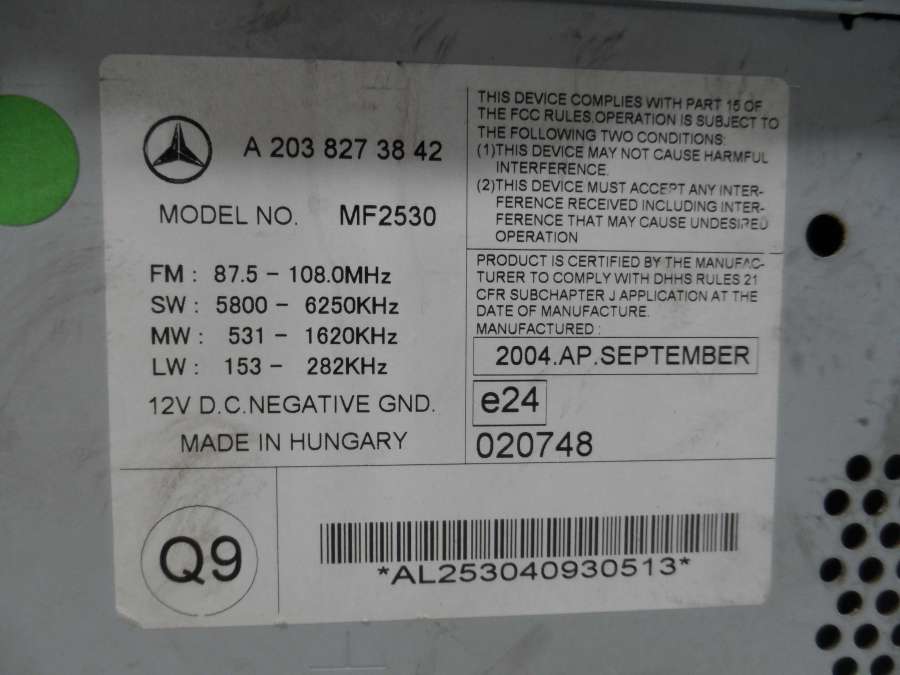 A 203 827 38 42
MODEL NO. MF2530
FM : 87.5 - 108.0MHz
SW : 5800 - 6250KHz
MW : 531 - 1620KHz
LW : 153 - 282KHz
12V D.C.NEGATIVE GND.
MADE IN HUNGARY
THIS DEVICE COMPLIES WITH PART 15 OF
THE FCC RULES.OPERATION IS SUBJECT TO
THE FOLLOWING TWO CONDITIONS:
(1)THIS DEVICE MAY NOT CAUSE HARMFUL
INTERFERENCE.
(2)THIS DEVICE MUST ACCEPT ANY INTER-
FERENCE RECEIVED INCLUDING INTER-
FERENCE THAT MAY CAUSE UNDESIRED
OPERATION
PRODUCT IS CERTIFIED BY THE MANUFAC-
TURER TO COMPLY WITH DHHS RULES 21
CFR SUBCHAPTER J APPLICATION AT THE
DATE OF MANUFACTURE.
MANUFACTURED :
2004.AP.SEPTEMBER
e24
020748
Q9
*AL253040930513*